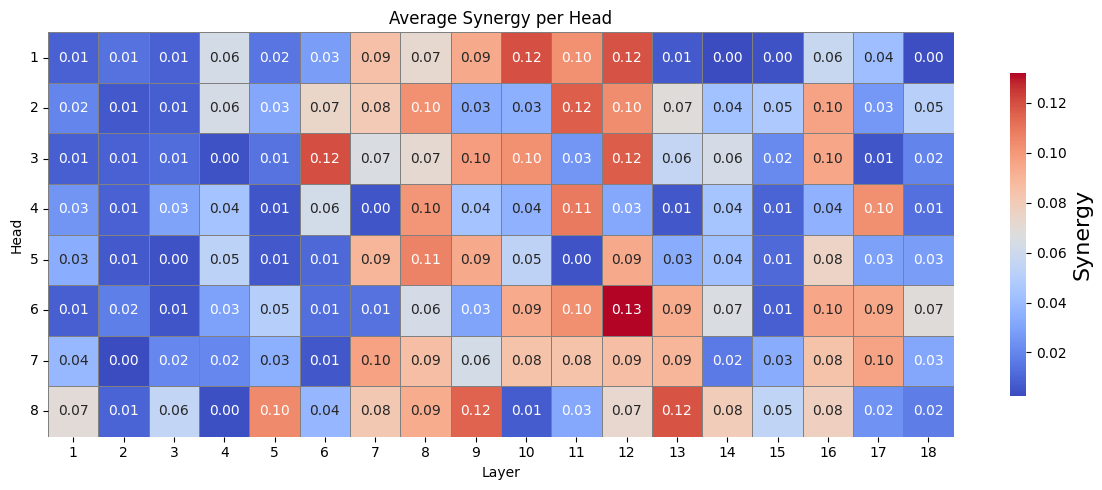 Average Synergy per Head
1 0.01 0.01 0.01 0.06 0.02 0.03 0.09 0.07 0.09 0.12 0.10 0.12 0.01 0.00 0.00 0.06 0.04 0.00
2 0.02 0.01 0.01 0.06 0.03 0.07 0.08 0.10 0.03 0.03 0.12 0.10 0.07 0.04 0.05 0.10 0.03 0.05
3 0.01 0.01 0.01 0.00 0.01 0.12 0.07 0.07 0.10 0.10 0.03 0.12 0.06 0.06 0.02 0.10 0.01 0.02
4 0.03 0.01 0.03 0.04 0.01 0.06 0.00 0.10 0.04 0.04 0.11 0.03 0.01 0.04 0.01 0.04 0.10 0.01
5 0.03 0.01 0.00 0.05 0.01 0.01 0.09 0.11 0.09 0.05 0.00 0.09 0.03 0.04 0.01 0.08 0.03 0.03
6 0.01 0.02 0.01 0.03 0.05 0.01 0.01 0.06 0.03 0.09 0.10 0.13 0.09 0.07 0.01 0.09 0.09 0.07
7 0.04 0.00 0.02 0.02 0.03 0.01 0.10 0.09 0.06 0.08 0.08 0.09 0.09 0.02 0.03 0.08 0.10 0.03
8 0.07 0.01 0.06 0.00 0.10 0.04 0.08 0.09 0.12 0.01 0.03 0.07 0.12 0.08 0.05 0.08 0.02 0.02
1 2 3 4 5 6 7 8 9 10 11 12 13 14 15 16 17 18
Layer
Head
0.12
0.10
0.08
0.06
0.04
0.02
Synergy